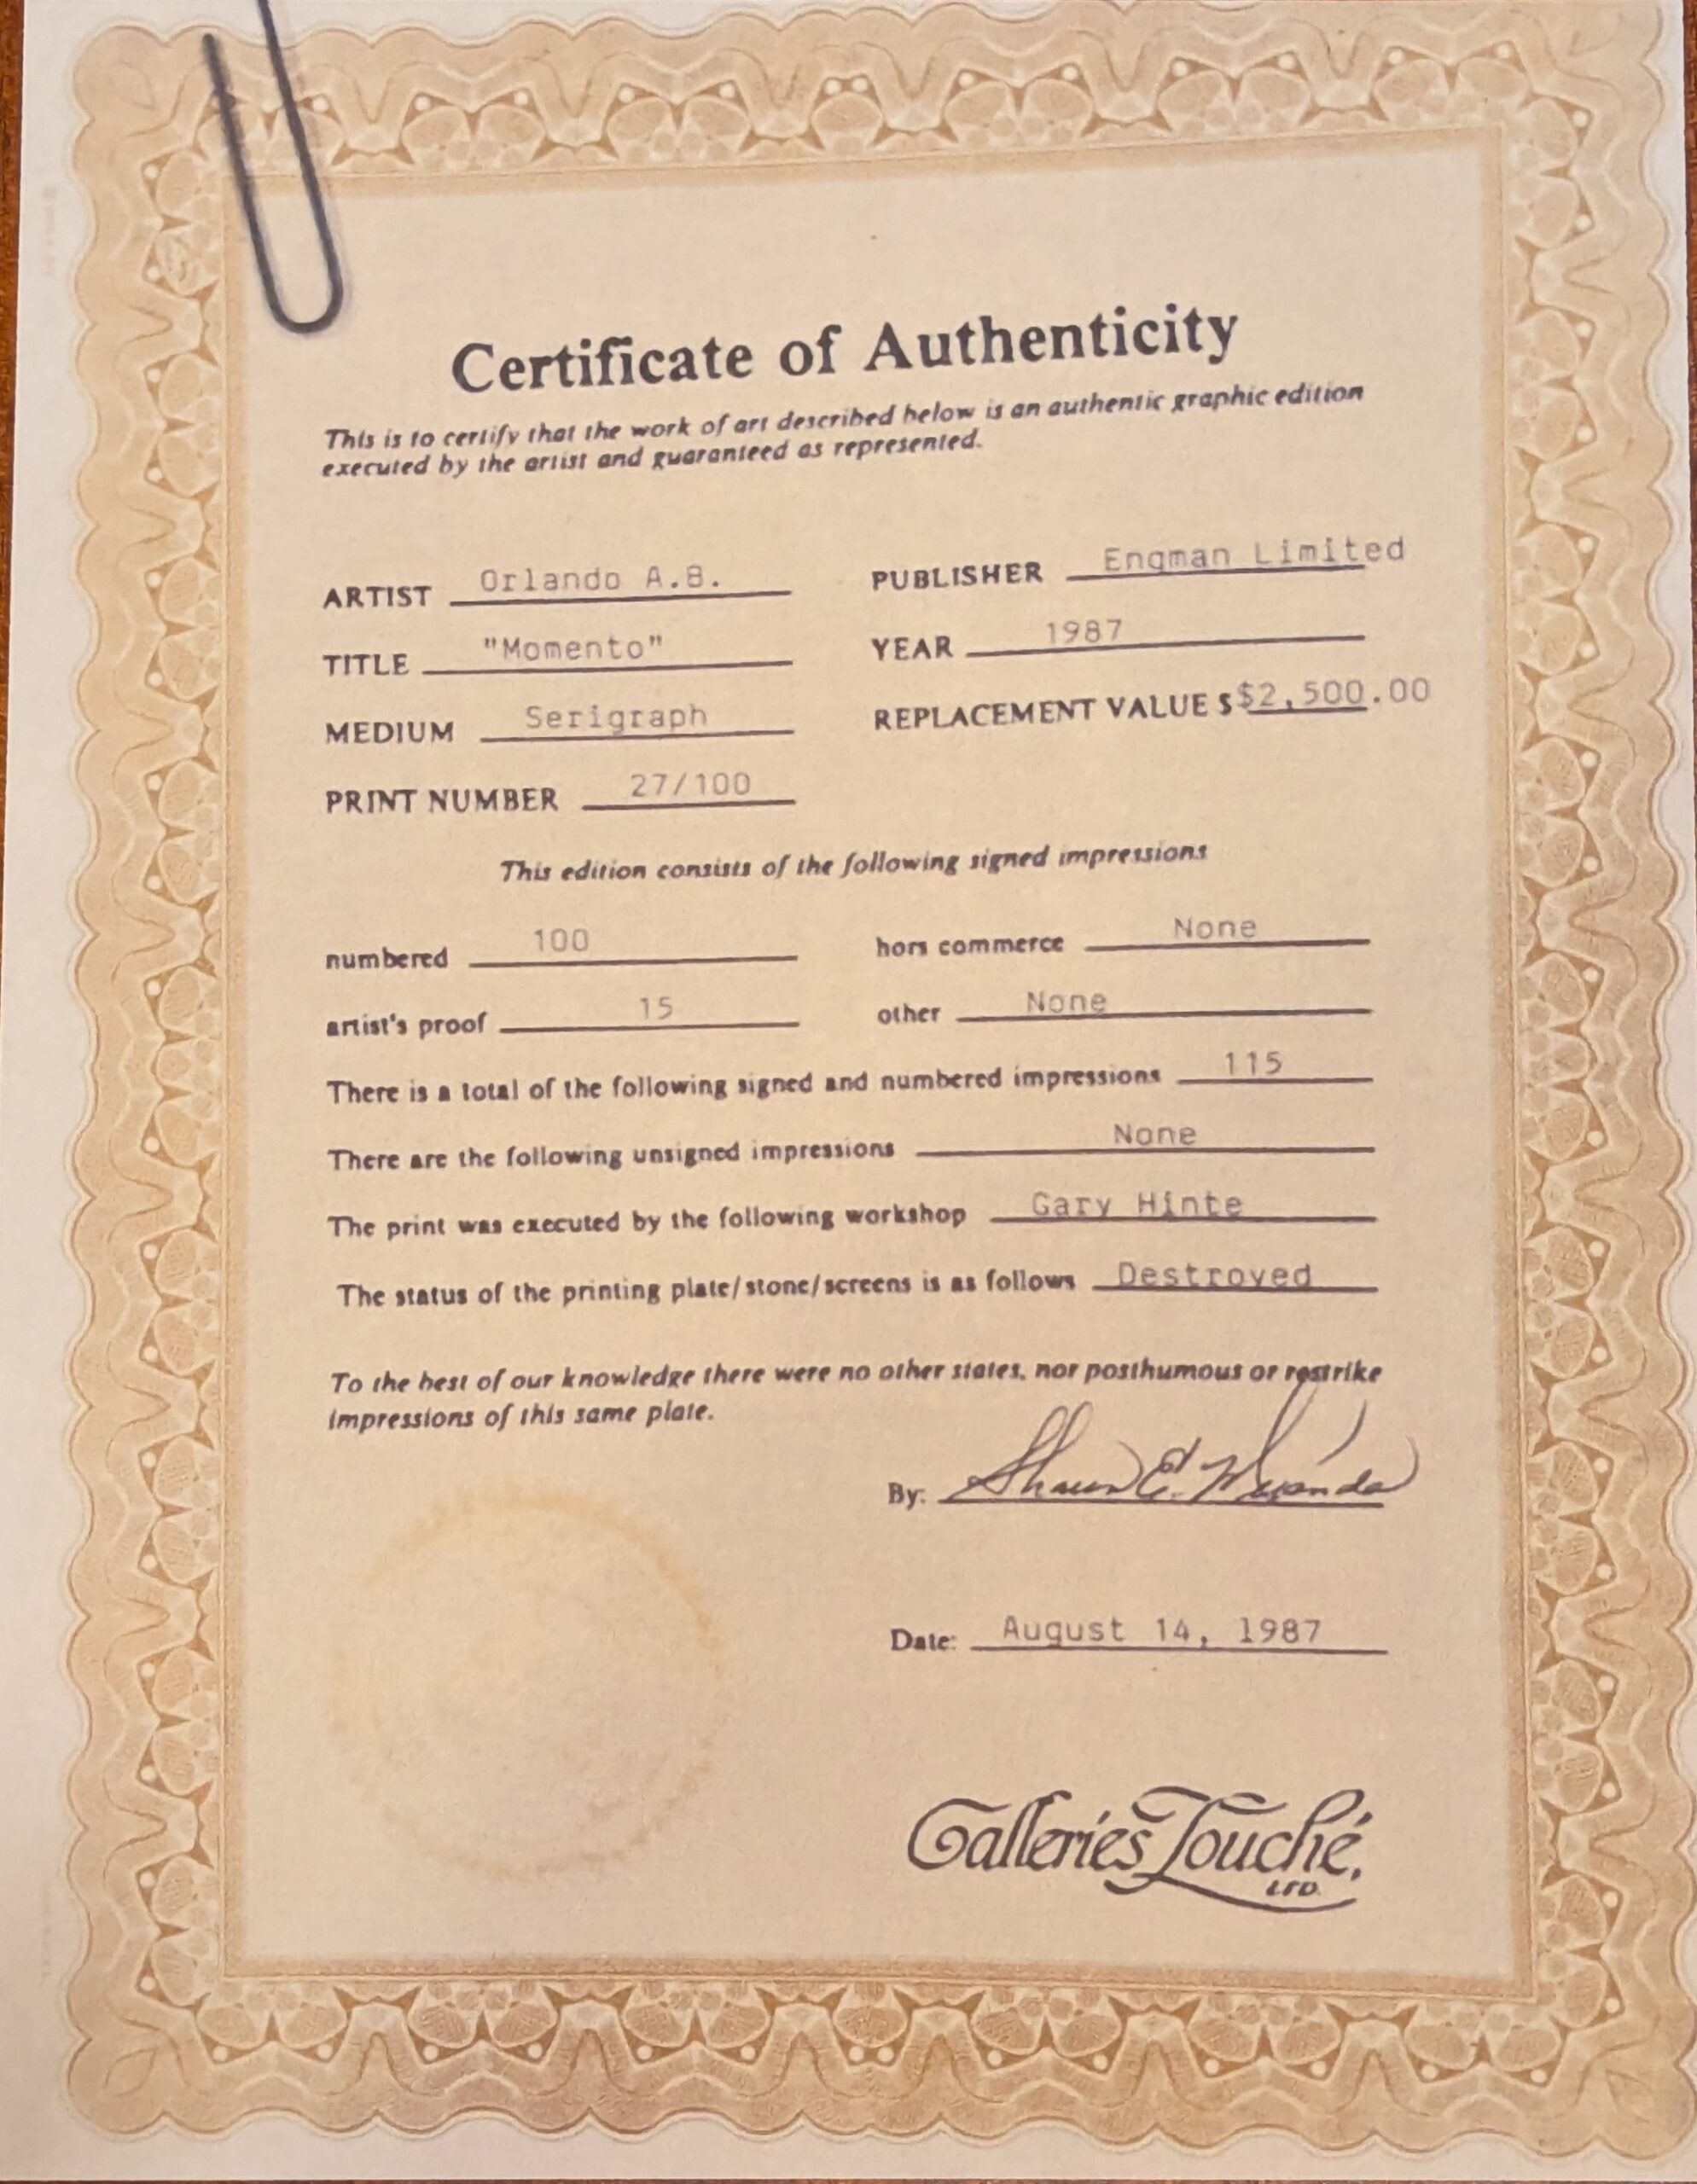 Certificate of Authenticity
This is to certify that the work of art described below is an authentic graphic edition
executed by the artist and guaranteed as represented.
ARTIST Orlando A.B.
PUBLISHER Engman Limited
TITLE "Momento"
YEAR 1987
MEDIUM Serigraph
REPLACEMENT VALUE $ $2,500.00
PRINT NUMBER 27/100
This edition consists of the following signed impressions
numbered 100
hors commerce None
artist's proof 15
other None
There is a total of the following signed and numbered impressions 115
There are the following unsigned impressions None
The print was executed by the following workshop Gary Hinte
The status of the printing plate/stone/screens is as follows Destroyed
To the best of our knowledge there were no other states, nor posthumous or restrike
impressions of this same plate.
By: Shawn E.
Date: August 14, 1987
Galleries Touché,
LTD.